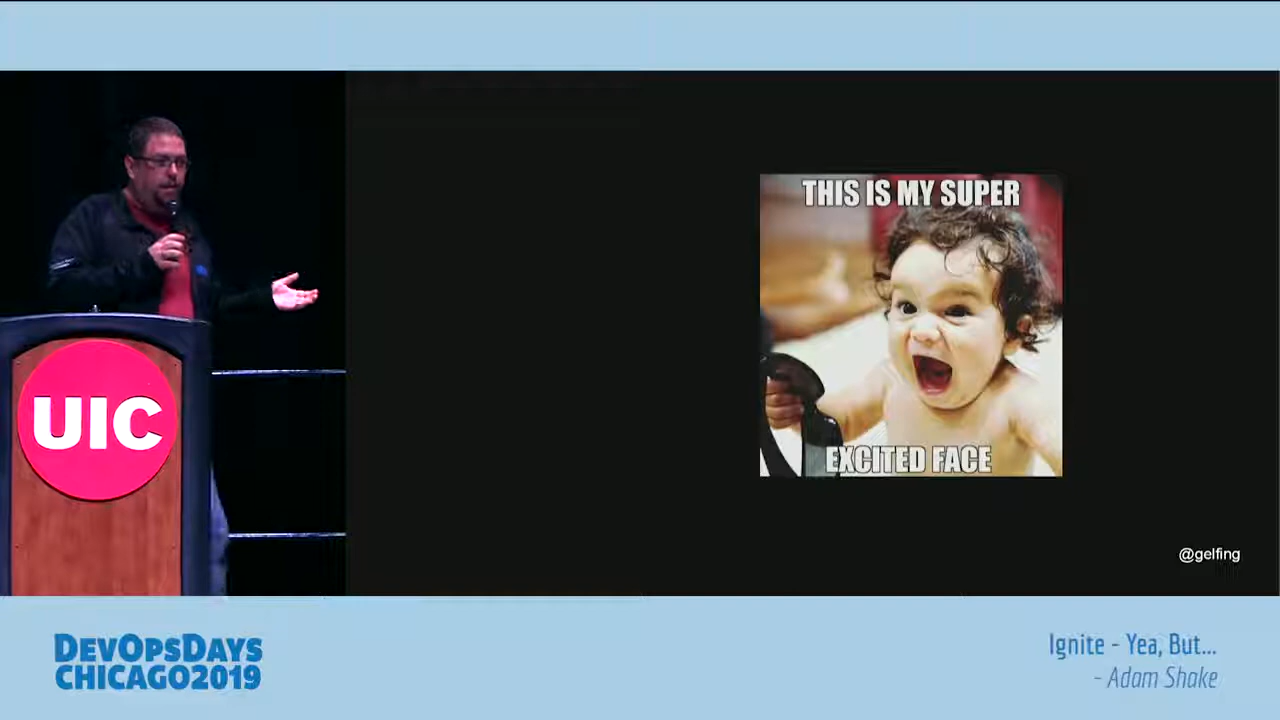 THIS IS MY SUPER
EXCITED FACE
@gelfing
UIC
DEVOPSDAYS
CHICAGO2019
Ignite - Yea, But...
- Adam Shake